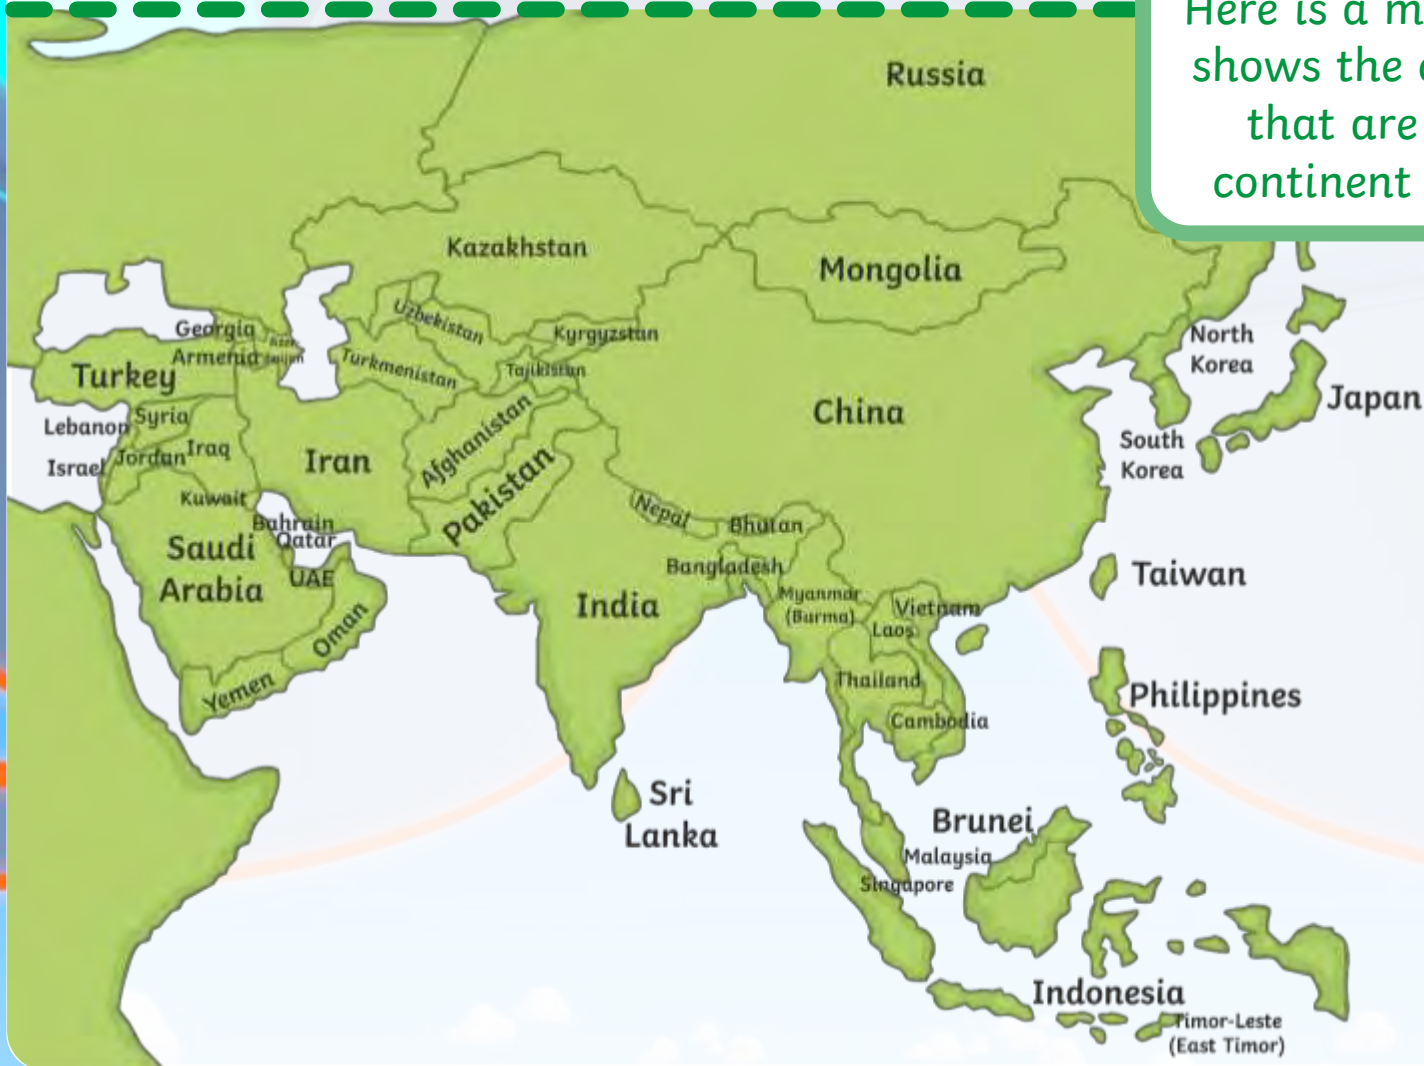 Here is a m
shows the
that are
continent
Russia
Kazakhstan
Mongolia
Uzbekistan
Georgia
Kyrgyzstan
North
Korea
Armenia
Turkmenistan
Tajikistan
Turkey
Japan
Afghanistan
China
Syria
Lebanon
Iraq
Jordan
Israel
Iran
South
Korea
Pakistan
Kuwait
Nepal
Bahrain
Bhutan
Qatar
Saudi
Arabia
UAE
Bangladesh
Taiwan
India
Myanmar
(Burma)
Vietnam
Laos
Oman
Thailand
Yemen
Philippines
Cambodia
Sri
Lanka
Brunei
Malaysia
Singapore
Indonesia
Timor-Leste
(East Timor)